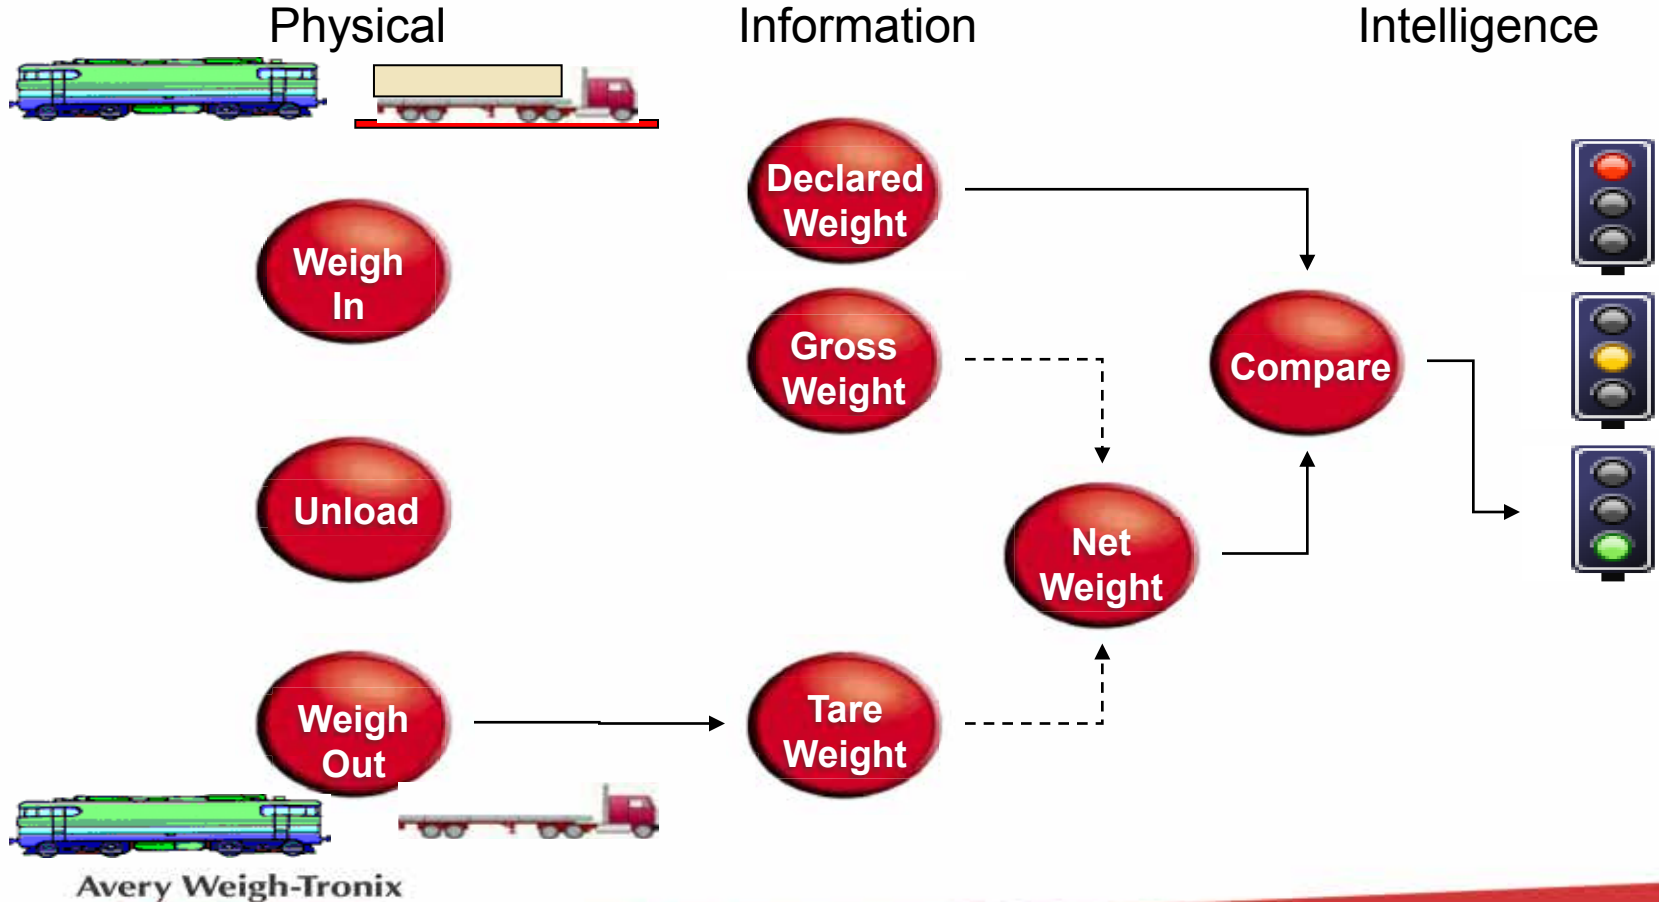 Physical
Information
Intelligence
Declared
Weight
Weigh
In
Gross
Weight
Compare
Unload
Net
Weight
Weigh
Out
Tare
Weight
Avery Weigh-Tronix